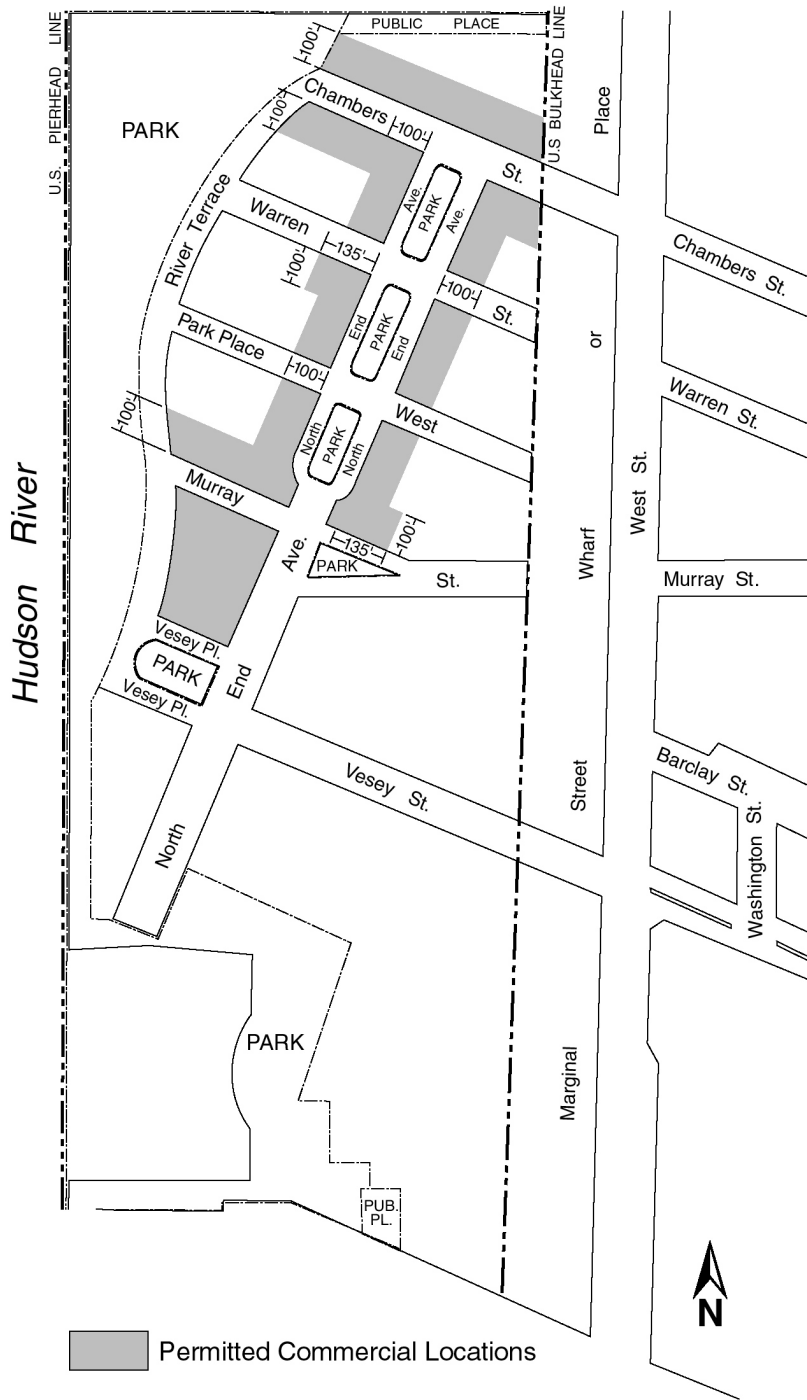 U.S. PIERHEAD LINE
PUBLIC PLACE
U.S BULKHEAD LINE
PARK
-100'-
Chambers
St.
-100'-
-100'-
Place
Ave.
PARK
Ave.
River Terrace
Warren
-135'-
-100'-
St.
-100'-
Chambers St.
End
PARK
End
or
Park Place
-100'-
West
Warren St.
North
PARK
North
-100'-
Murray
West St.
Hudson River
Ave.
-135'-
-100'-
PARK
St.
Wharf
Murray St.
Vesey Pl.
PARK
Vesey Pl.
End
Vesey St.
Street
Barclay St.
Washington St.
North
PARK
Marginal
PUB.
PL.
N
Permitted Commercial Locations